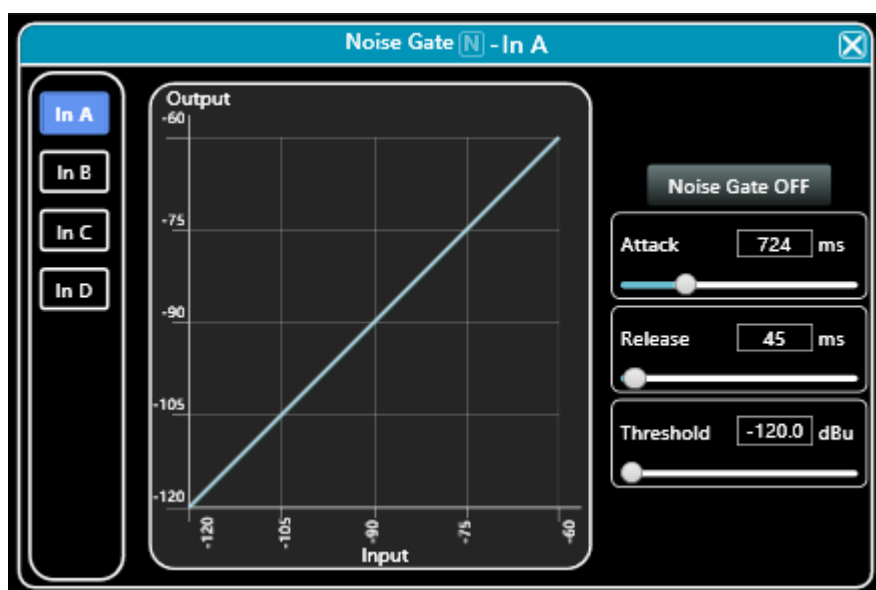 Noise Gate N - In A
In A
In B
In C
In D
Output
-60
-75
-90
-105
-120
-120
-105
-90
-75
-60
Input
Noise Gate OFF
Attack 724 ms
Release 45 ms
Threshold -120.0 dBu